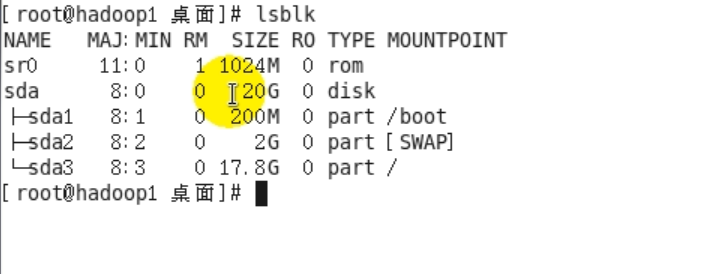 [root@hadoop1 桌面]# lsblk
NAME   MAJ:MIN RM  SIZE RO TYPE MOUNTPOINT
sr0     11:0    1 1024M  0 rom
sda      8:0    0   20G  0 disk
├─sda1   8:1    0  200M  0 part /boot
├─sda2   8:2    0    2G  0 part [SWAP]
└─sda3   8:3    0 17.8G  0 part /
[root@hadoop1 桌面]#